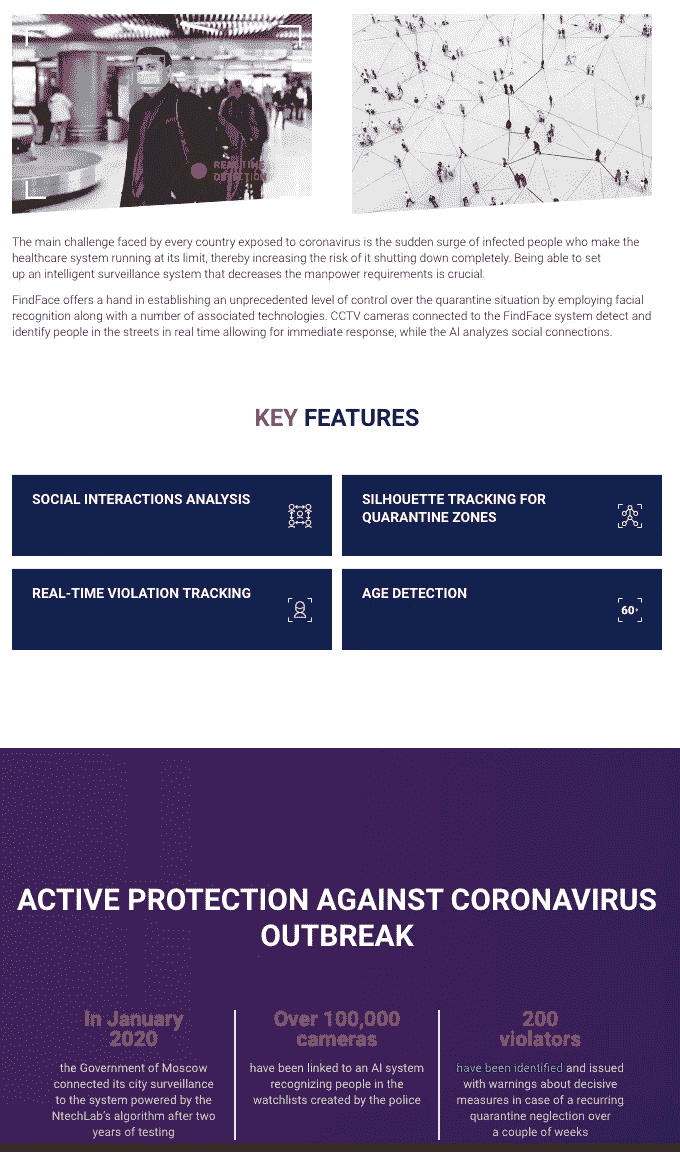 REAL-TIME
DETECTION
The main challenge faced by every country exposed to coronavirus is the sudden surge of infected people who make the
healthcare system running at its limit, thereby increasing the risk of it shutting down completely. Being able to set
up an intelligent surveillance system that decreases the manpower requirements is crucial.
FindFace offers a hand in establishing an unprecedented level of control over the quarantine situation by employing facial
recognition along with a number of associated technologies. CCTV cameras connected to the FindFace system detect and
identify people in the streets in real time allowing for immediate response, while the AI analyzes social connections.
KEY FEATURES
SOCIAL INTERACTIONS ANALYSIS
SILHOUETTE TRACKING FOR
QUARANTINE ZONES
REAL-TIME VIOLATION TRACKING
AGE DETECTION
60+
ACTIVE PROTECTION AGAINST CORONAVIRUS
OUTBREAK
In January
2020
the Government of Moscow
connected its city surveillance
to the system powered by the
NtechLab's algorithm after two
years of testing
Over 100,000
cameras
have been linked to an AI system
recognizing people in the
watchlists created by the police
200
violators
have been identified and issued
with warnings about decisive
measures in case of a recurring
quarantine neglection over
a couple of weeks